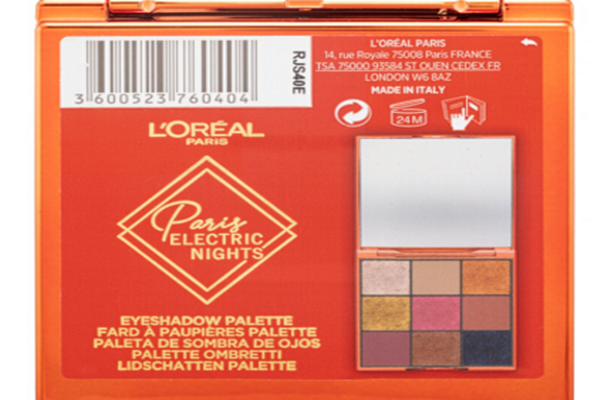 3 600523 760404
RJS40E
L'ORÉAL PARIS
14, rue Royale 75008 Paris FRANCE
TSA 75000 93584 ST OUEN CEDEX.FR
LONDON W6 8AZ
MADE IN ITALY
24M
L'ORÉAL
PARIS
Paris
ELECTRIC
NIGHTS
EYESHADOW PALETTE
FARD À PAUPIÈRES PALETTE
PALETA DE SOMBRA DE OJOS
PALETTE OMBRETTI
LIDSCHATTEN PALETTE